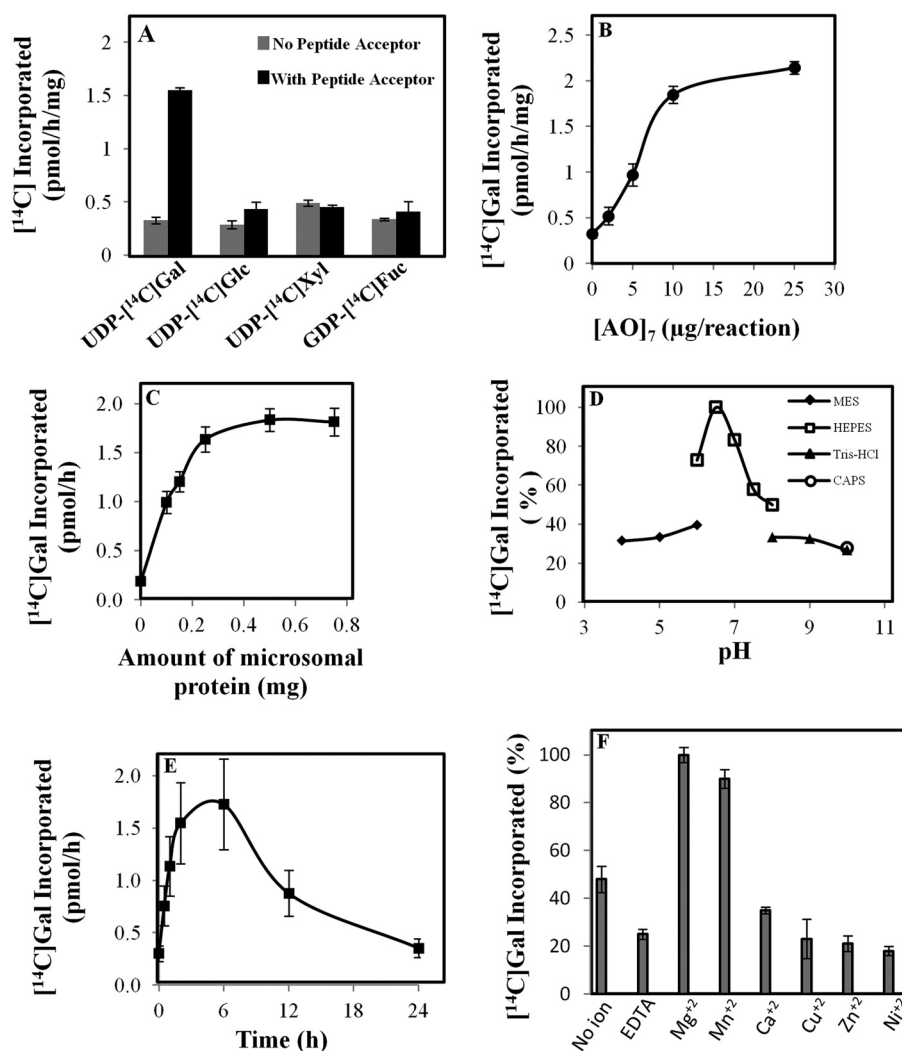 A
No Peptide Acceptor
With Peptide Acceptor
[¹⁴C] Incorporated
(pmol/h/mg)
2
1.5
1
0.5
0
UDP-[¹⁴C]Gal
UDP-[¹⁴C]Glc
UDP-[¹⁴C]Xyl
GDP-[¹⁴C]Fuc
B
[¹⁴C]Gal Incorporated
(pmol/h/mg)
2.5
2
1.5
1
0.5
0
0 5 10 15 20 25 30
[AO]₇ (µg/reaction)
C
[¹⁴C]Gal Incorporated
(pmol/h)
2.0
1.6
1.2
0.8
0.4
0.0
0 0.2 0.4 0.6 0.8
Amount of microsomal
protein (mg)
D
MES
HEPES
Tris-HCl
CAPS
[¹⁴C]Gal Incorporated
( % )
100
80
60
40
20
0
3 5 7 9 11
pH
E
[¹⁴C]Gal Incorporated
(pmol/h)
2.0
1.5
1.0
0.5
0.0
0 6 12 18 24
Time (h)
F
[¹⁴C]Gal Incorporated (%)
100
80
60
40
20
0
No ion
EDTA
Mg⁺²
Mn⁺²
Ca⁺²
Cu⁺²
Zn⁺²
Ni⁺²